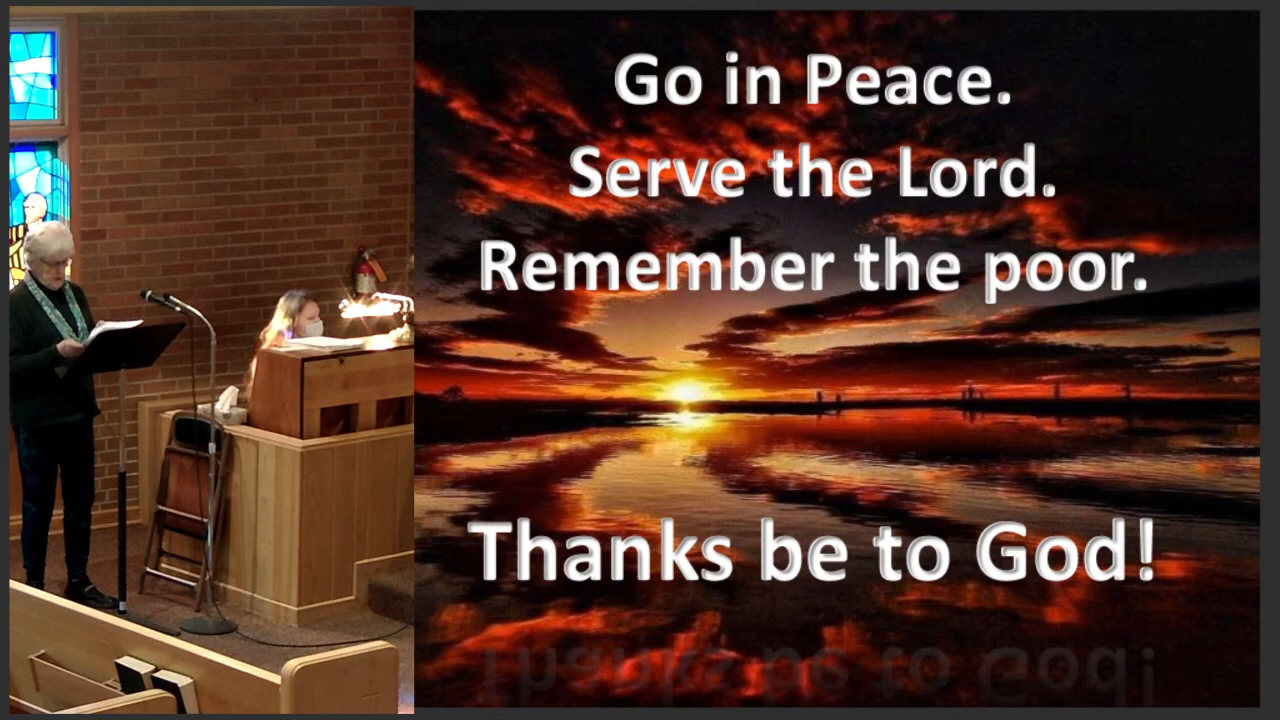 Go in Peace.
Serve the Lord.
Remember the poor.
Thanks be to God!